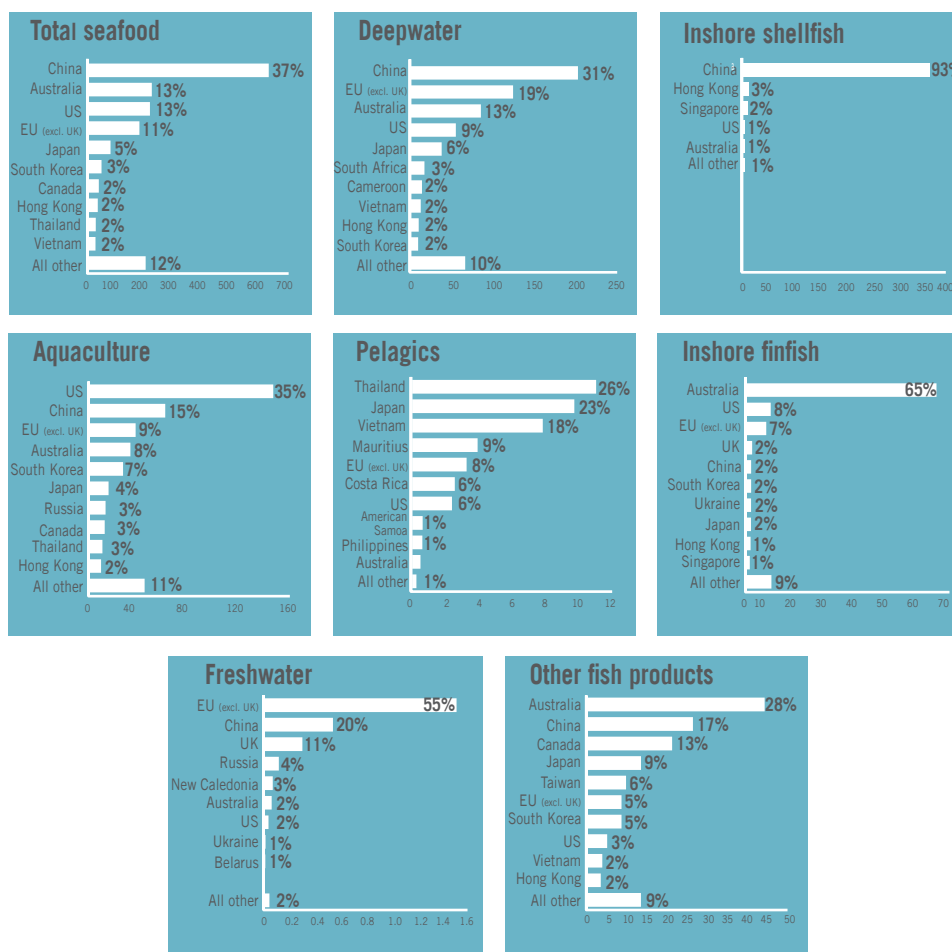 Total seafood
China 37%
Australia 13%
US 13%
EU (excl. UK) 11%
Japan 5%
South Korea 3%
Canada 2%
Hong Kong 2%
Thailand 2%
Vietnam 2%
All other 12%
0 100 200 300 400 500 600 700
Deepwater
China 31%
EU (excl. UK) 19%
Australia 13%
US 9%
Japan 6%
South Africa 3%
Cameroon 2%
Vietnam 2%
Hong Kong 2%
South Korea 2%
All other 10%
0 50 100 150 200 250
Inshore shellfish
China 93%
Hong Kong 3%
Singapore 2%
US 1%
Australia 1%
All other 1%
0 50 100 150 200 250 300 350 400
Aquaculture
US 35%
China 15%
EU (excl. UK) 9%
Australia 8%
South Korea 7%
Japan 4%
Russia 3%
Canada 3%
Thailand 3%
Hong Kong 2%
All other 11%
0 40 80 120 160
Pelagics
Thailand 26%
Japan 23%
Vietnam 18%
Mauritius 9%
EU (excl. UK) 8%
Costa Rica 6%
US 6%
American
Samoa 1%
Philippines 1%
Australia
All other 1%
0 2 4 6 8 10 12
Inshore finfish
Australia 65%
US 8%
EU (excl. UK) 7%
UK 2%
China 2%
South Korea 2%
Ukraine 2%
Japan 2%
Hong Kong 1%
Singapore 1%
All other 9%
0 10 20 30 40 50 60 70
Freshwater
EU (excl. UK) 55%
China 20%
UK 11%
Russia 4%
New Caledonia 3%
Australia 2%
US 2%
Ukraine 1%
Belarus 1%
All other 2%
0 0.2 0.4 0.6 0.8 1.0 1.2 1.4 1.6
Other fish products
Australia 28%
China 17%
Canada 13%
Japan 9%
Taiwan 6%
EU (excl. UK) 5%
South Korea 5%
US 3%
Vietnam 2%
Hong Kong 2%
All other 9%
0 5 10 15 20 25 30 35 40 45 50